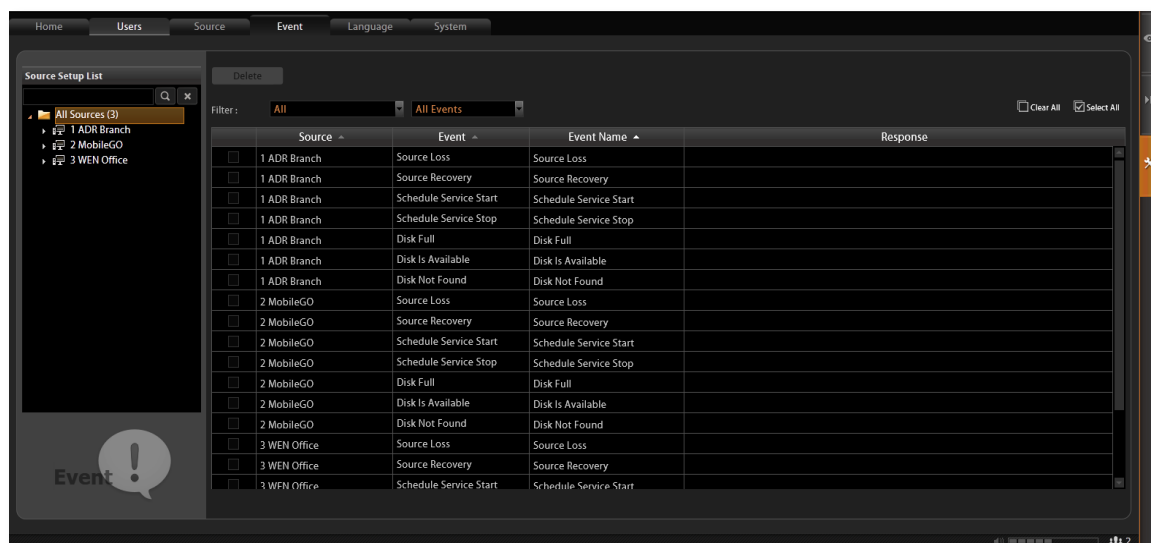 Home Users Source Event Language System
Source Setup List
Delete
Filter : All All Events Clear All Select All
All Sources (3)
1 ADR Branch
2 MobileGO
3 WEN Office
Source Event Event Name Response
1 ADR Branch Source Loss Source Loss
1 ADR Branch Source Recovery Source Recovery
1 ADR Branch Schedule Service Start Schedule Service Start
1 ADR Branch Schedule Service Stop Schedule Service Stop
1 ADR Branch Disk Full Disk Full
1 ADR Branch Disk Is Available Disk Is Available
1 ADR Branch Disk Not Found Disk Not Found
2 MobileGO Source Loss Source Loss
2 MobileGO Source Recovery Source Recovery
2 MobileGO Schedule Service Start Schedule Service Start
2 MobileGO Schedule Service Stop Schedule Service Stop
2 MobileGO Disk Full Disk Full
2 MobileGO Disk Is Available Disk Is Available
2 MobileGO Disk Not Found Disk Not Found
3 WEN Office Source Loss Source Loss
3 WEN Office Source Recovery Source Recovery
3 WEN Office Schedule Service Start Schedule Service Start
Event !
2